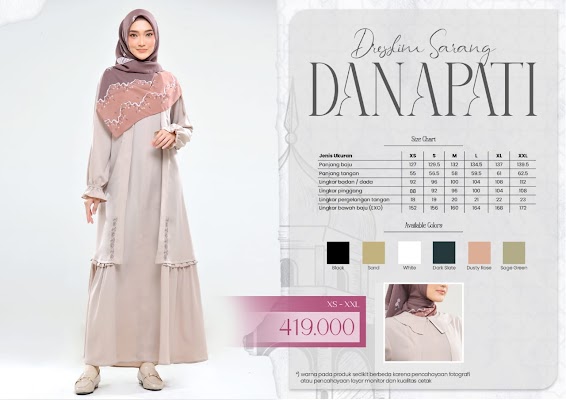 Dresslim Sarang
DANAPATI
Size Chart
Jenis Ukuran XS S M L XL XXL
Panjang baju 127 129,5 132 134,5 137 139,5
Panjang tangan 55 56,5 58 59,5 61 62,5
Lingkar badan / dada 92 96 100 104 108 112
Lingkar pinggang 88 92 96 100 104 108
Lingkar pergelangan tangan 18 19 20 21 22 23
Lingkar bawah baju (LXO) 152 156 160 164 168 172
Available Colors
Black Sand White Dark Slate Dusty Rose Sage Green
XS - XXL
419.000
*) warna pada produk sedikit berbeda karena pencahayaan fotografi
atau pencahayaan layar monitor dan kualitas cetak